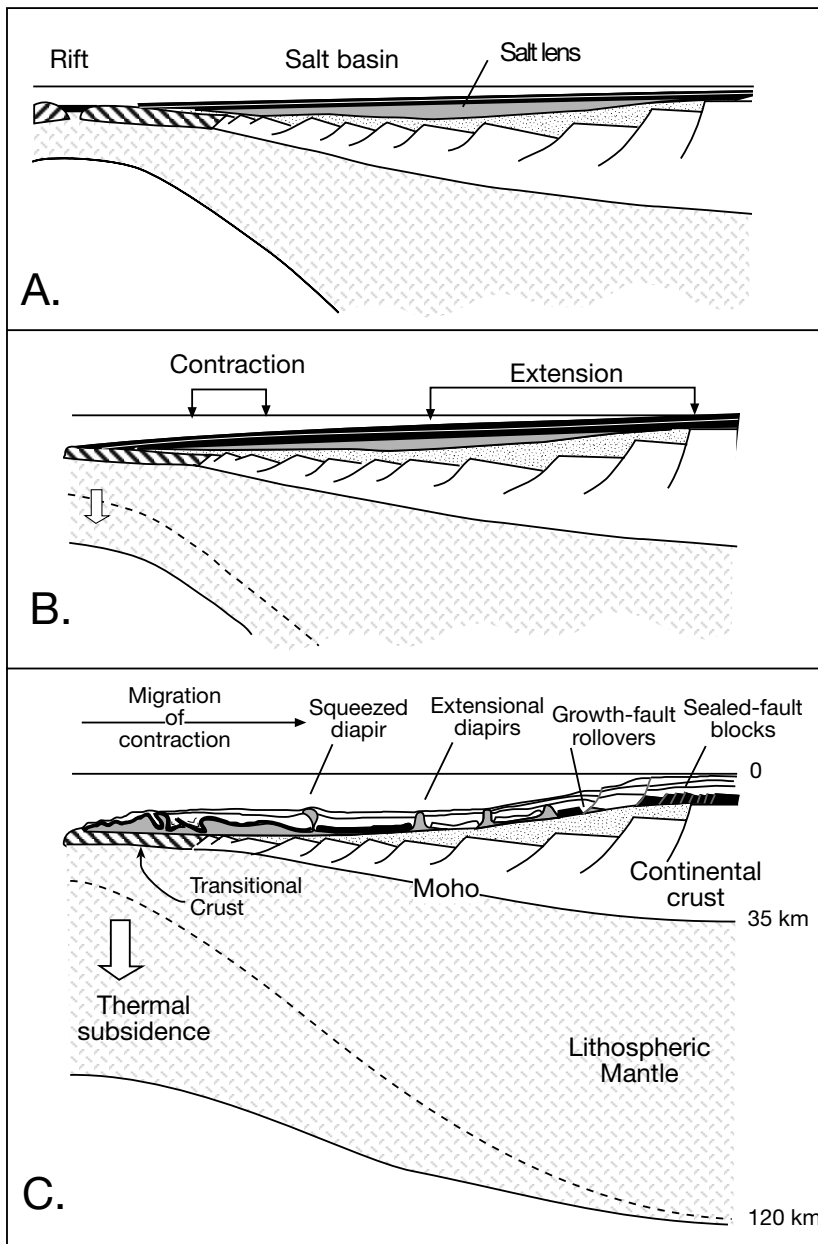 Rift
Salt basin
Salt lens
A.
Contraction
Extension
B.
Migration
of
contraction
Squeezed
diapir
Extensional
diapirs
Growth-fault
rollovers
Sealed-fault
blocks
0
Transitional
Crust
Moho
Continental
crust
35 km
Thermal
subsidence
Lithospheric
Mantle
C.
120 km